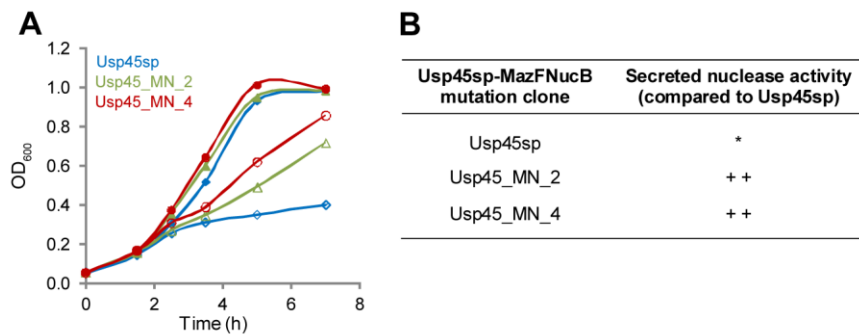 A
Usp45sp
Usp45_MN_2
Usp45_MN_4
OD600
1.2
1.0
0.8
0.6
0.4
0.2
0.0
0 2 4 6 8
Time (h)
B
Usp45sp-MazFNucB mutation clone
Secreted nuclease activity (compared to Usp45sp)
Usp45sp *
Usp45_MN_2 + +
Usp45_MN_4 + +